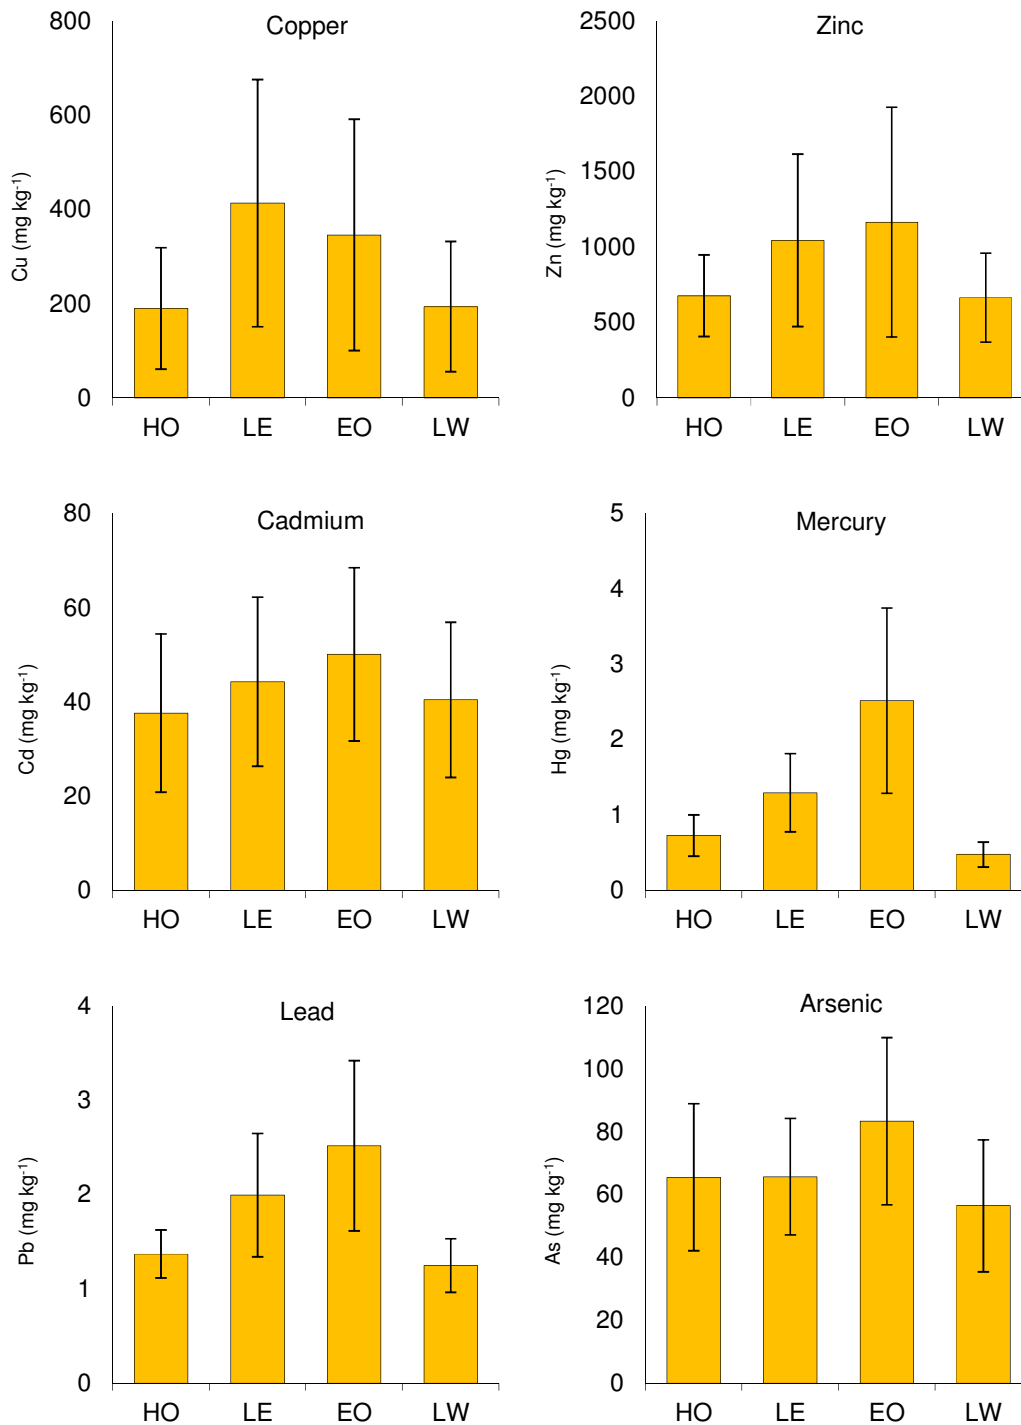 Copper
Cu (mg kg-1)
800
600
400
200
0
HO LE EO LW
Zinc
Zn (mg kg-1)
2500
2000
1500
1000
500
0
HO LE EO LW
Cadmium
Cd (mg kg-1)
80
60
40
20
0
HO LE EO LW
Mercury
Hg (mg kg-1)
5
4
3
2
1
0
HO LE EO LW
Lead
Pb (mg kg-1)
4
3
2
1
0
HO LE EO LW
Arsenic
As (mg kg-1)
120
100
80
60
40
20
0
HO LE EO LW